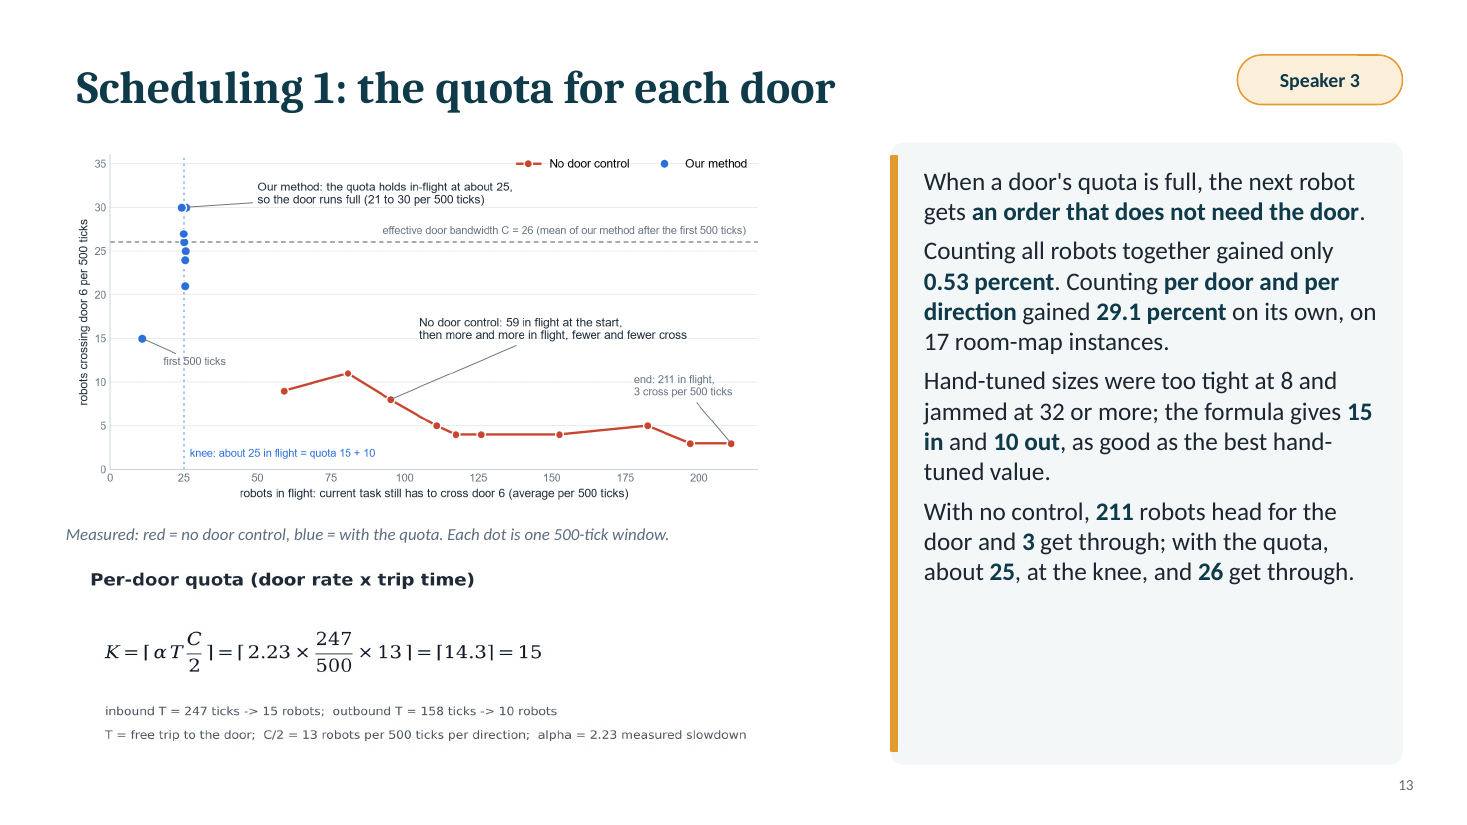 Scheduling 1: the quota for each door
Speaker 3
35
30
25
20
15
10
5
0
robots crossing door 6 per 500 ticks
No door control
Our method
Our method: the quota holds in-flight at about 25,
so the door runs full (21 to 30 per 500 ticks)
effective door bandwidth C = 26 (mean of our method after the first 500 ticks)
No door control: 59 in flight at the start,
then more and more in flight, fewer and fewer cross
first 500 ticks
end: 211 in flight,
3 cross per 500 ticks
knee: about 25 in flight = quota 15 + 10
0 25 50 75 100 125 150 175 200
robots in flight: current task still has to cross door 6 (average per 500 ticks)
Measured: red = no door control, blue = with the quota. Each dot is one 500-tick window.
Per-door quota (door rate x trip time)
K = ⌈ α T C/2 ⌉ = ⌈ 2.23 × 247/500 × 13 ⌉ = ⌈14.3⌉ = 15
inbound T = 247 ticks -> 15 robots; outbound T = 158 ticks -> 10 robots
T = free trip to the door; C/2 = 13 robots per 500 ticks per direction; alpha = 2.23 measured slowdown
When a door's quota is full, the next robot
gets an order that does not need the door.
Counting all robots together gained only
0.53 percent. Counting per door and per
direction gained 29.1 percent on its own, on
17 room-map instances.
Hand-tuned sizes were too tight at 8 and
jammed at 32 or more; the formula gives 15
in and 10 out, as good as the best hand-
tuned value.
With no control, 211 robots head for the
door and 3 get through; with the quota,
about 25, at the knee, and 26 get through.
13